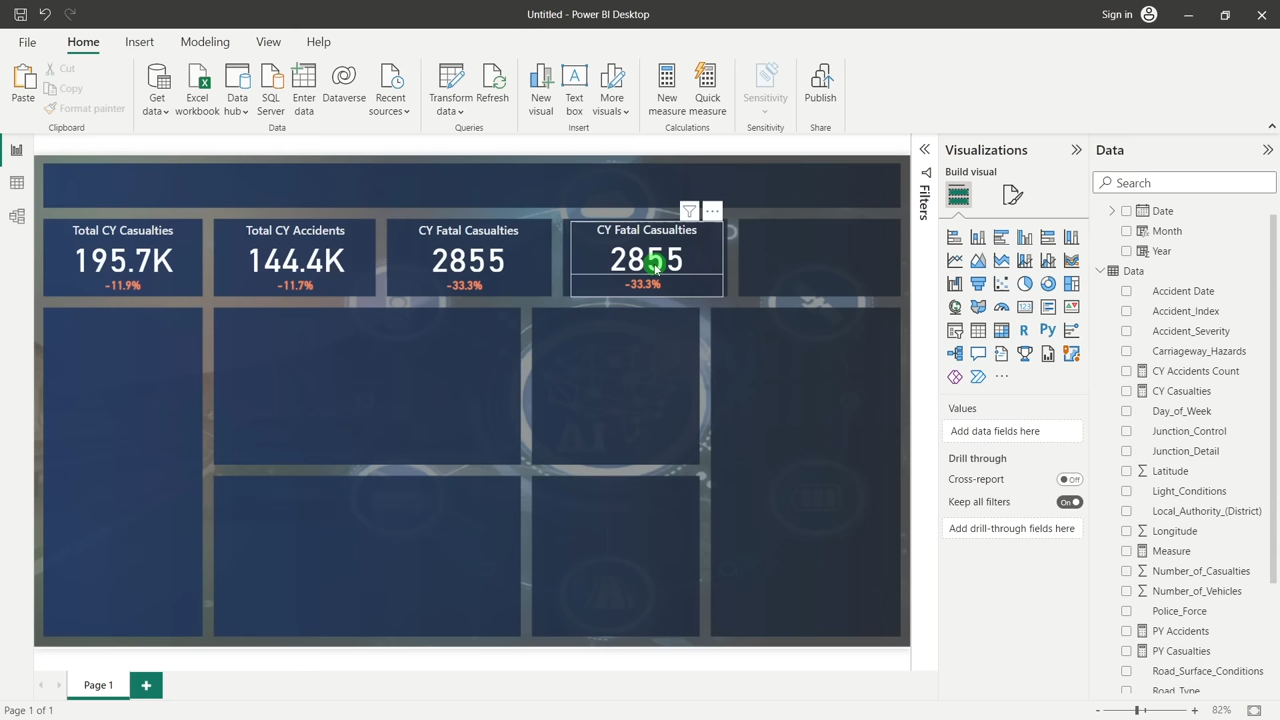 Untitled - Power BI Desktop
Sign in
File
Home
Insert
Modeling
View
Help
Paste
Cut
Copy
Format painter
Clipboard
Get data
Excel workbook
Data hub
SQL Server
Enter data
Dataverse
Recent sources
Data
Transform data
Refresh
Queries
New visual
Text box
More visuals
Insert
New measure
Quick measure
Calculations
Sensitivity
Sensitivity
Publish
Share
Total CY Casualties
195.7K
-11.9%
Total CY Accidents
144.4K
-11.7%
CY Fatal Casualties
2855
-33.3%
CY Fatal Casualties
2855
-33.3%
Filters
Visualizations
Build visual
R
Py
123
Values
Add data fields here
Drill through
Cross-report
Off
Keep all filters
On
Add drill-through fields here
Data
Search
Date
Month
Year
Data
Accident Date
Accident_Index
Accident_Severity
Carriageway_Hazards
CY Accidents Count
CY Casualties
Day_of_Week
Junction_Control
Junction_Detail
Latitude
Light_Conditions
Local_Authority_(District)
Longitude
Measure
Number_of_Casualties
Number_of_Vehicles
Police_Force
PY Accidents
PY Casualties
Road_Surface_Conditions
Road_Type
Page 1
Page 1 of 1
82%